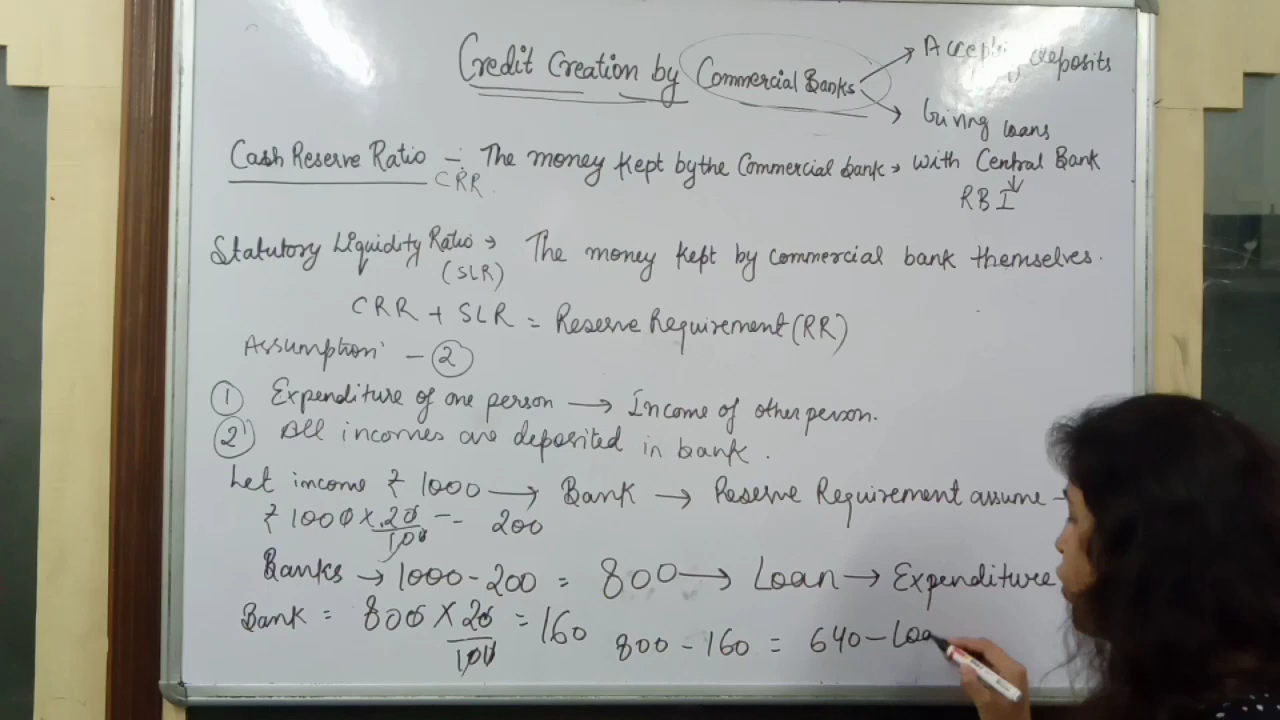 Credit Creation by Commercial Banks
Accepting deposits
Giving loans
Cash Reserve Ratio - The money kept by the Commercial bank → with Central Bank
CRR
RBI
Statutory Liquidity Ratio → The money kept by commercial bank themselves.
(SLR)
CRR + SLR = Reserve Requirement (RR)
Assumption - 2
1 Expenditure of one person → Income of other person.
2 All incomes are deposited in bank.
Let income ₹ 1000 → Bank → Reserve Requirement assume -
₹ 1000 × 20/100 = 200
Banks → 1000 - 200 = 800 → Loan → Expenditure
Bank = 800 × 20/100 = 160 800 - 160 = 640 - Loa